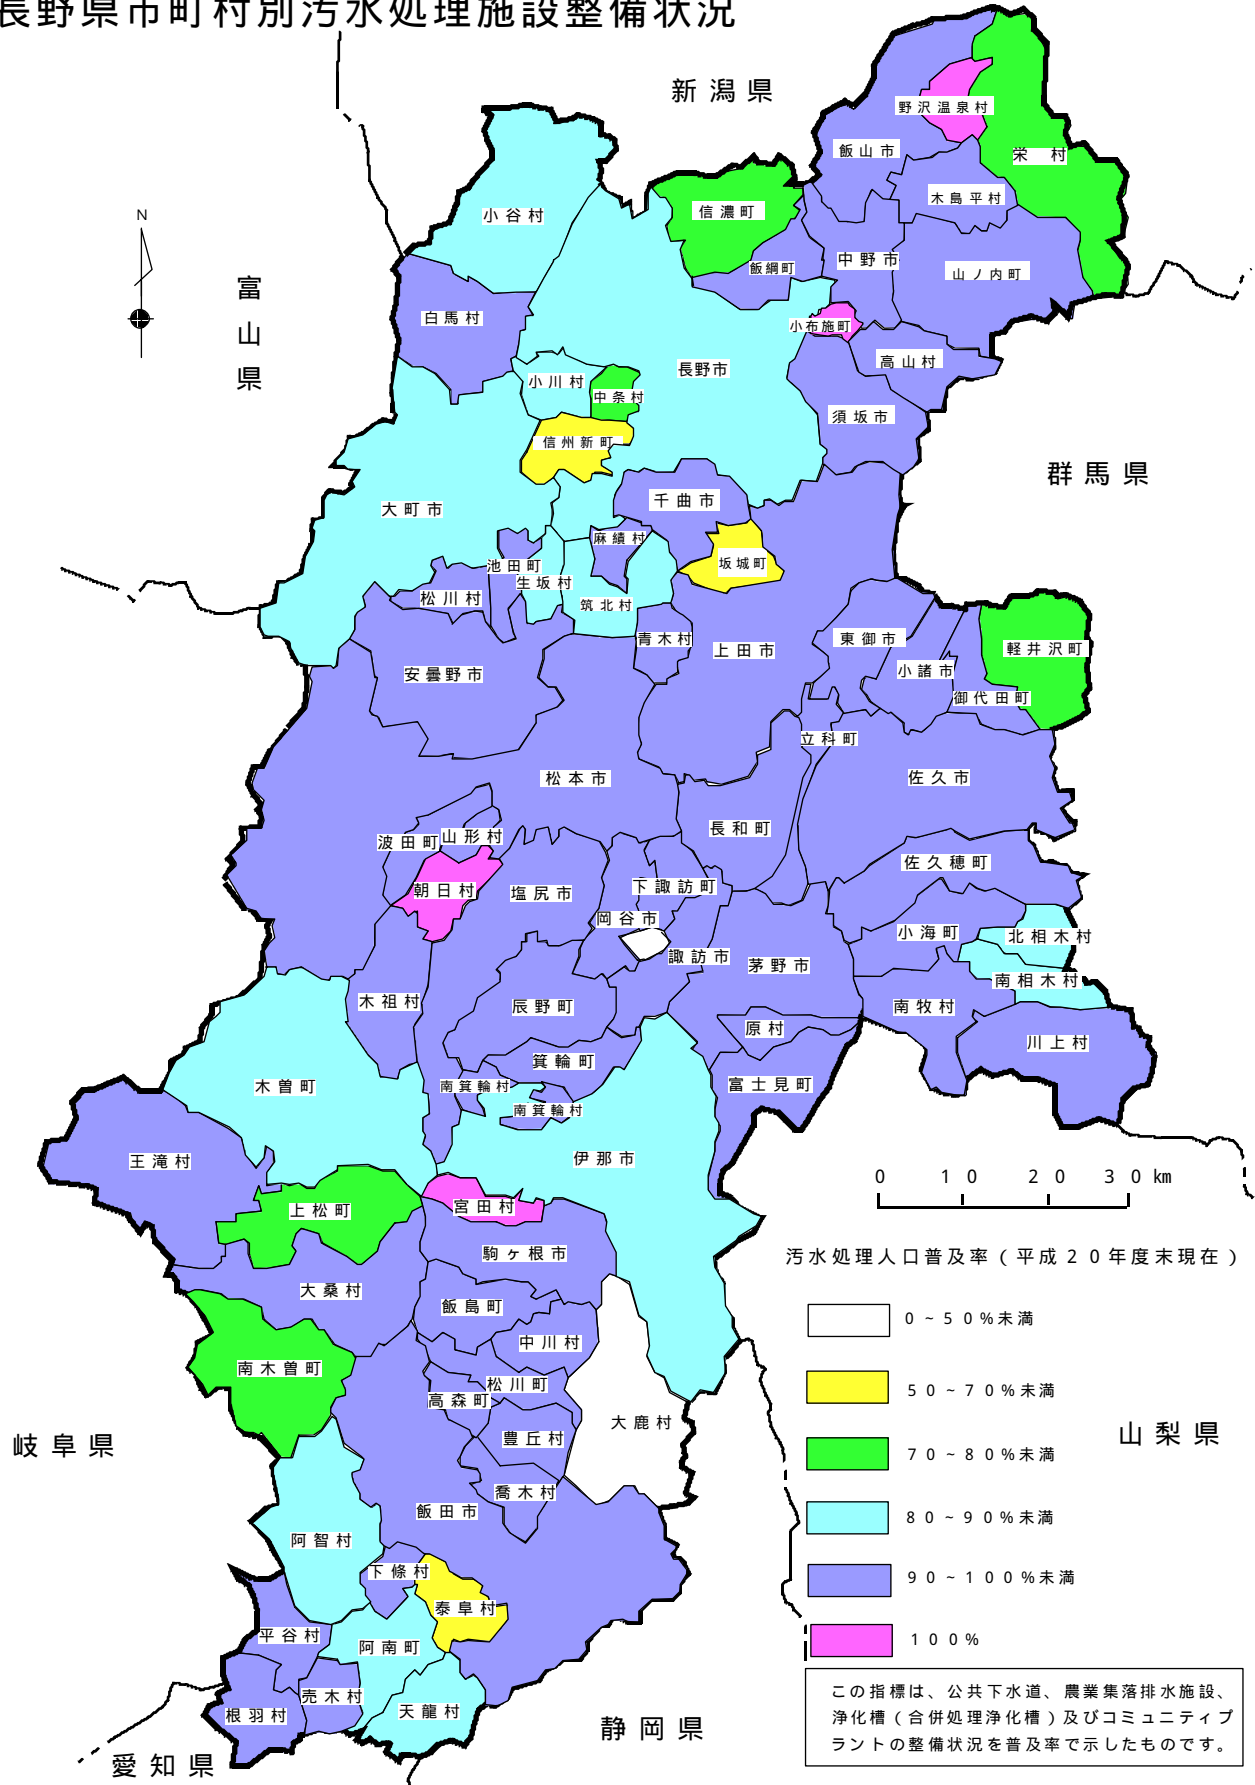 長野県市町村別汚水処理施設整備状況
新潟県
野沢温泉村
飯山市
栄村
木島平村
信濃町
小谷村
N
飯綱町
中野市
山ノ内町
富山県
白馬村
小布施町
高山村
長野市
小川村
中条村
須坂市
信州新町
群馬県
千曲市
大町市
麻績村
坂城町
池田町
生坂村
松川村
筑北村
青木村
東御市
軽井沢町
上田市
小諸市
安曇野市
御代田町
立科町
松本市
佐久市
長和町
波田町
山形村
佐久穂町
朝日村
塩尻市
下諏訪町
岡谷市
小海町
北相木村
諏訪市
茅野市
南相木村
木祖村
辰野町
南牧村
原村
川上村
箕輪町
木曽町
南箕輪村
富士見町
南箕輪村
王滝村
伊那市
0 10 20 30km
宮田村
上松町
駒ヶ根市
汚水処理人口普及率(平成20年度末現在)
大桑村
飯島町
0~50%未満
中川村
南木曽町
松川町
50~70%未満
高森町
大鹿村
山梨県
岐阜県
豊丘村
70~80%未満
喬木村
飯田市
80~90%未満
阿智村
下條村
90~100%未満
泰阜村
平谷村
阿南町
100%
売木村
天龍村
根羽村
静岡県
愛知県
この指標は、公共下水道、農業集落排水施設、
浄化槽(合併処理浄化槽)及びコミュニティプ
ラントの整備状況を普及率で示したものです。